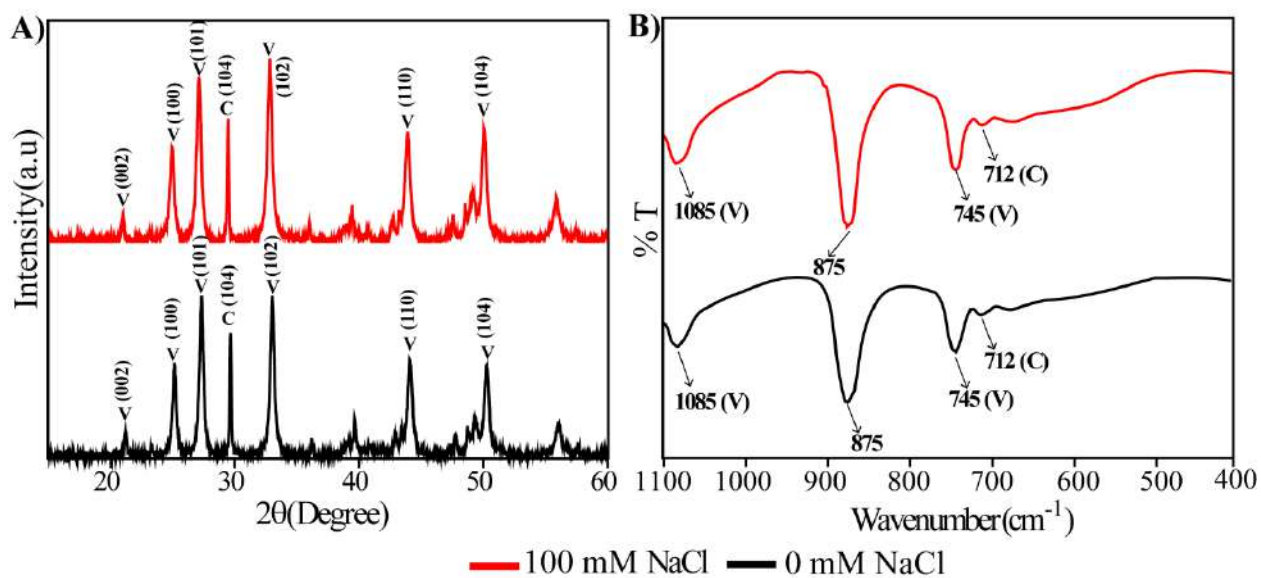 A)
Intensity(a.u)
V (002)
V (100)
V (101)
C (104)
V
(102)
V (110)
V (104)
V (002)
V (100)
V (101)
C (104)
V (102)
V (110)
V (104)
20 30 40 50 60
2θ(Degree)
B)
% T
1085 (V)
875
745 (V)
712 (C)
1085 (V)
875
745 (V)
712 (C)
1100 1000 900 800 700 600 500 400
Wavenumber(cm⁻¹)
100 mM NaCl 0 mM NaCl